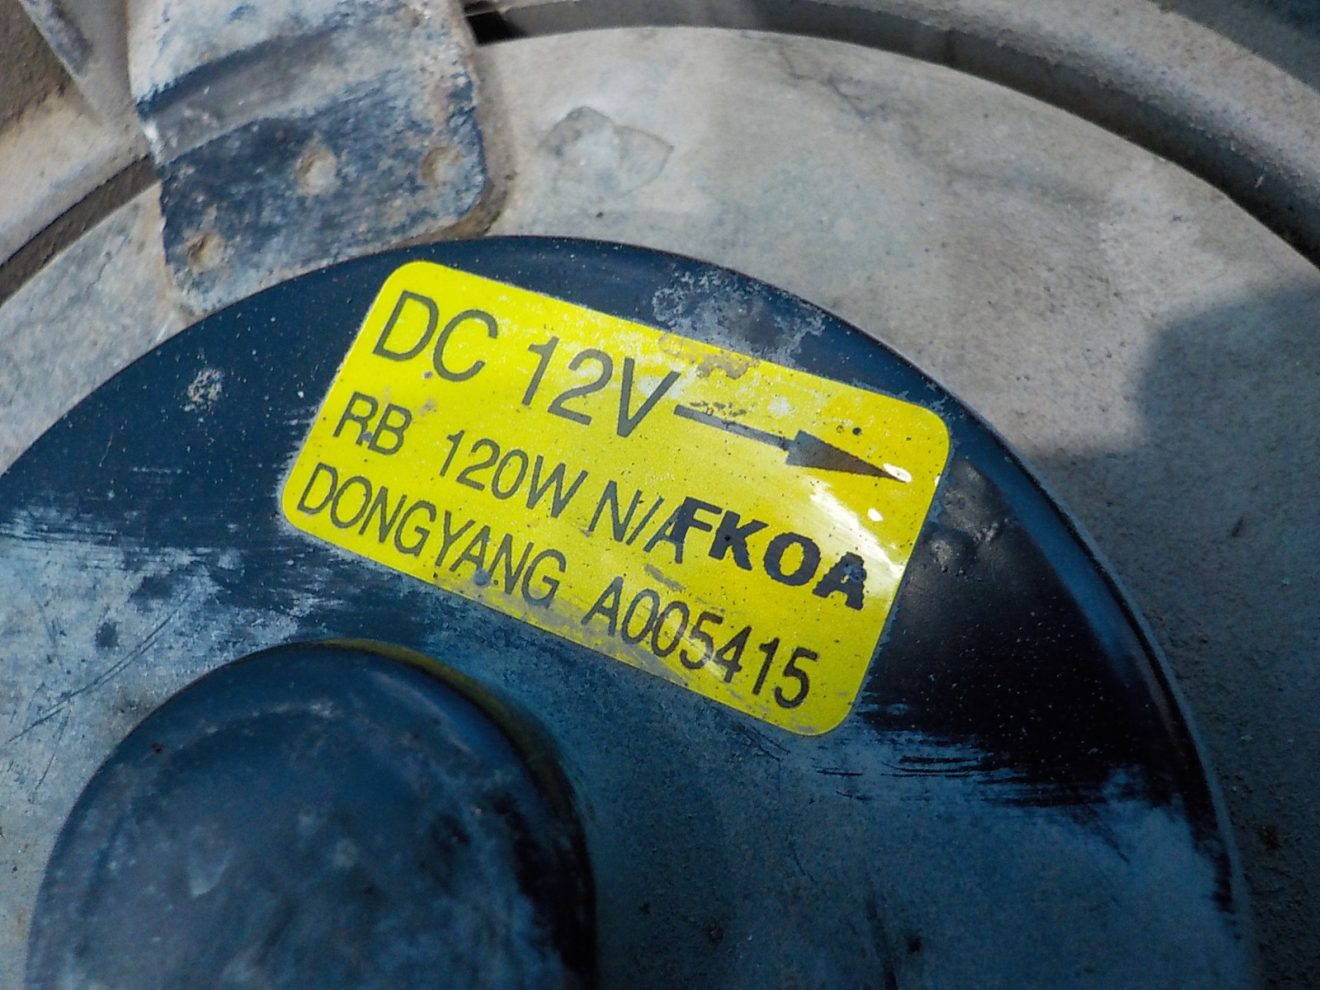 DC 12V
RB 120W N/A FKOA
DONGYANG A005415